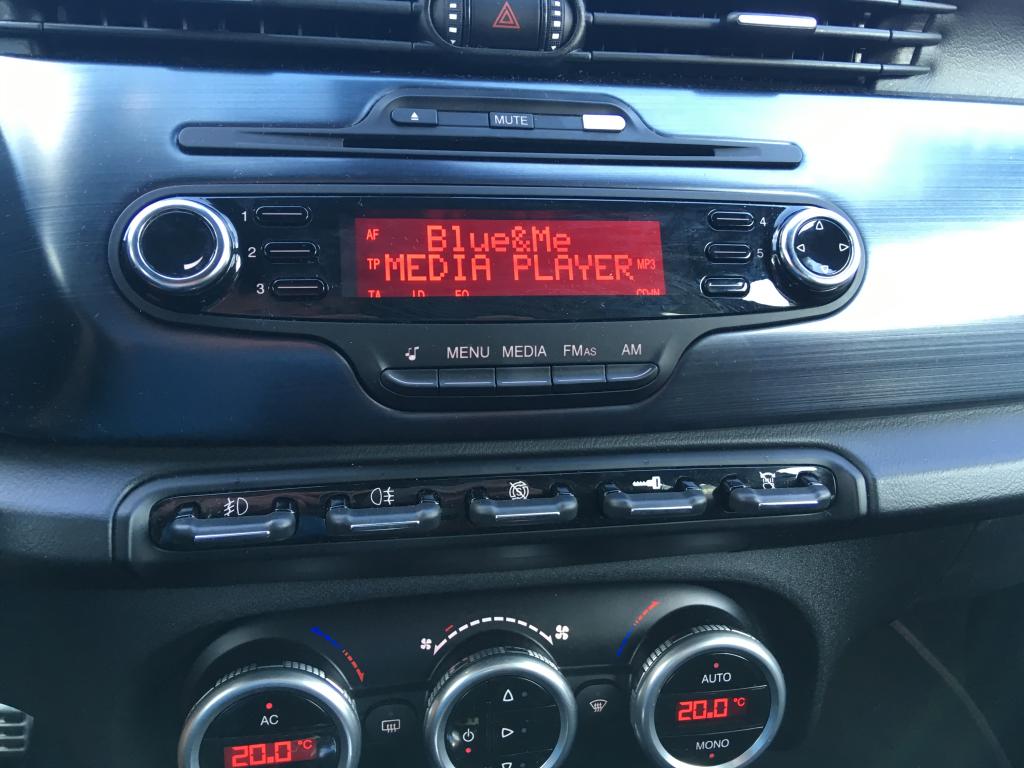 MUTE
1
4
AF Blue&Me
2
5
TP MEDIA PLAYER MP3
3
MENU MEDIA FMAS AM
AC
AUTO
20.0 °C
20.0 °C
MONO